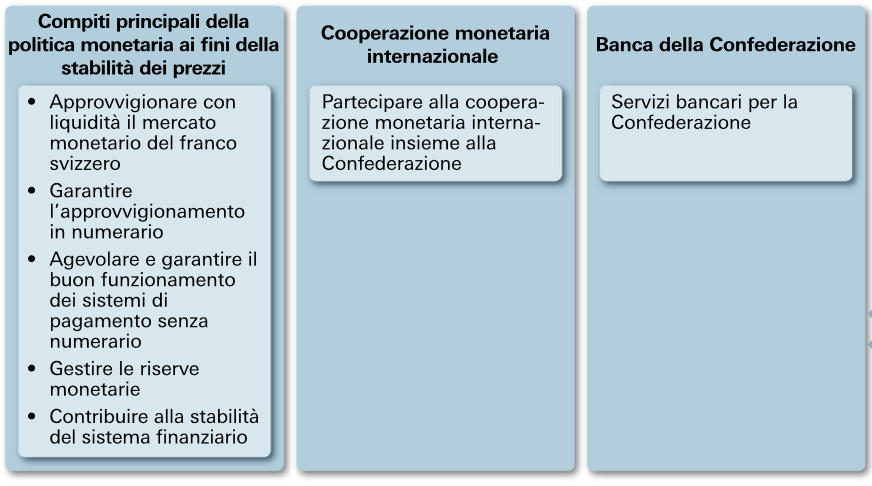 Compiti principali della
politica monetaria ai fini della
stabilità dei prezzi
• Approvvigionare con
liquidità il mercato
monetario del franco
svizzero
• Garantire
l’approvvigionamento
in numerario
• Agevolare e garantire il
buon funzionamento
dei sistemi di
pagamento senza
numerario
• Gestire le riserve
monetarie
• Contribuire alla stabilità
del sistema finanziario
Cooperazione monetaria
internazionale
Partecipare alla coopera-
zione monetaria interna-
zionale insieme alla
Confederazione
Banca della Confederazione
Servizi bancari per la
Confederazione